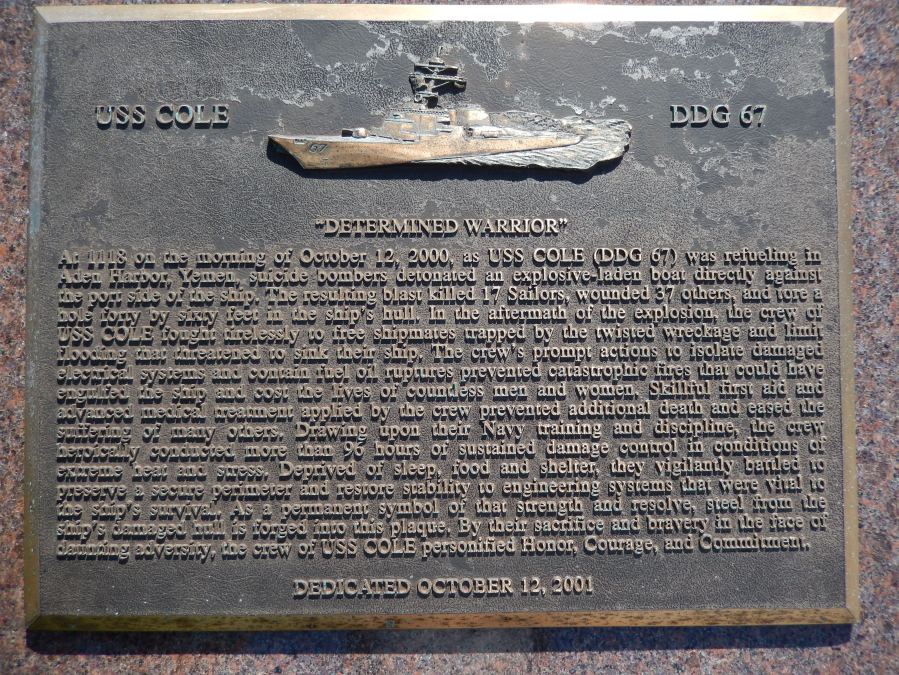 USS COLE
DDG 67
67
"DETERMINED WARRIOR"
At 1118 on the morning of October 12, 2000, as USS COLE (DDG 67) was refueling in
Aden Harbor, Yemen, suicide bombers detonated an explosive-laden boat directly against
the port side of the ship. The resulting blast killed 17 Sailors, wounded 37 others, and tore a
hole forty by sixty feet in the ship's hull. In the aftermath of the explosion, the crew of
USS COLE fought tirelessly to free shipmates trapped by the twisted wreckage and limit
flooding that threatened to sink their ship. The crew's prompt actions to isolate damaged
electrical systems and contain fuel oil ruptures prevented catastrophic fires that could have
engulfed the ship and cost the lives of countless men and women. Skillful first aid and
advanced medical treatment applied by the crew prevented additional death and eased the
suffering of many others. Drawing upon their Navy training and discipline, the crew
heroically conducted more than 96 hours of sustained damage control in conditions of
extreme heat and stress. Deprived of sleep, food and shelter, they vigilantly battled to
preserve a secure perimeter and restore stability to engineering systems that were vital to
the ship's survival. As a permanent symbol of that strength and resolve, steel from the
ship's damaged hull is forged into this plaque. By their sacrifice and bravery in the face of
daunting adversity, the crew of USS COLE personified Honor, Courage, and Commitment.
DEDICATED OCTOBER 12, 2001